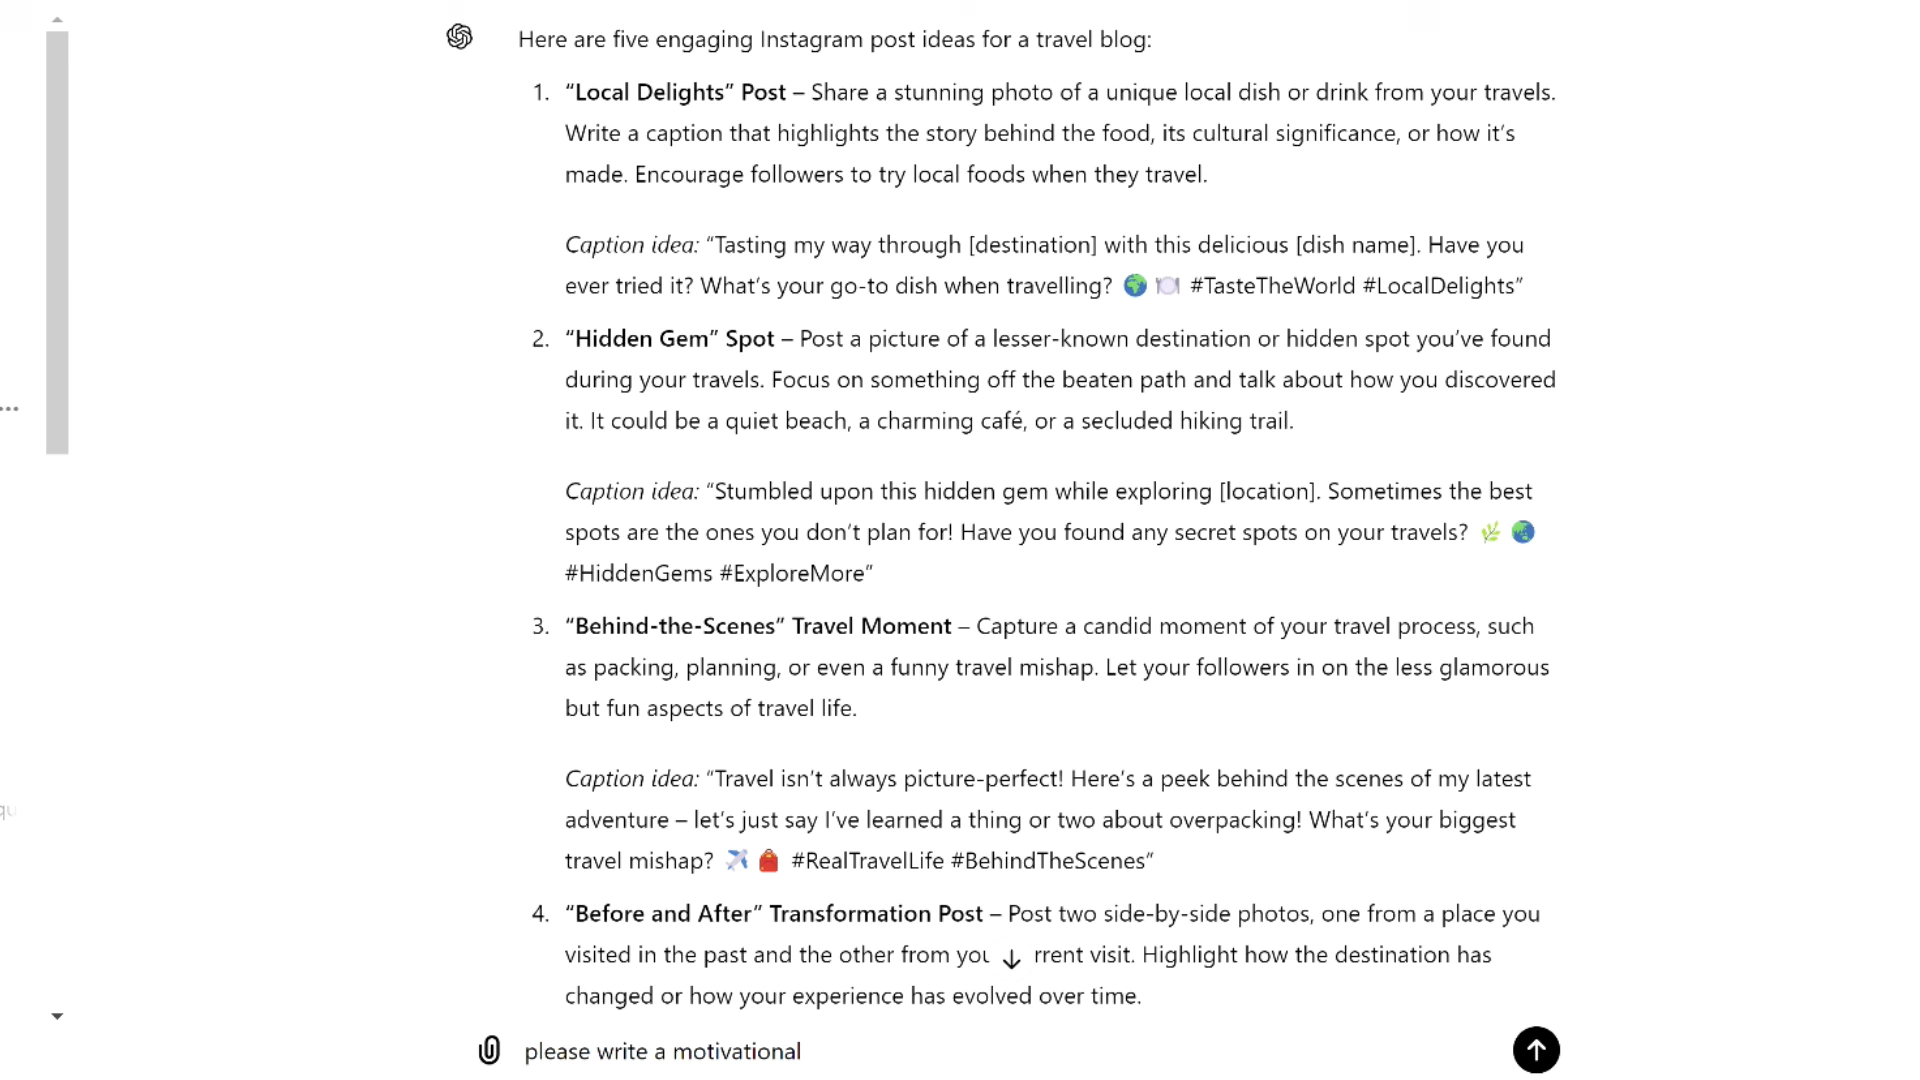 Here are five engaging Instagram post ideas for a travel blog:
1. “Local Delights” Post – Share a stunning photo of a unique local dish or drink from your travels.
Write a caption that highlights the story behind the food, its cultural significance, or how it’s
made. Encourage followers to try local foods when they travel.
Caption idea: “Tasting my way through [destination] with this delicious [dish name]. Have you
ever tried it? What’s your go-to dish when travelling? 🌍 🍽️ #TasteTheWorld #LocalDelights”
2. “Hidden Gem” Spot – Post a picture of a lesser-known destination or hidden spot you’ve found
during your travels. Focus on something off the beaten path and talk about how you discovered
it. It could be a quiet beach, a charming café, or a secluded hiking trail.
Caption idea: “Stumbled upon this hidden gem while exploring [location]. Sometimes the best
spots are the ones you don’t plan for! Have you found any secret spots on your travels? 🌿 🌏
#HiddenGems #ExploreMore”
3. “Behind-the-Scenes” Travel Moment – Capture a candid moment of your travel process, such
as packing, planning, or even a funny travel mishap. Let your followers in on the less glamorous
but fun aspects of travel life.
Caption idea: “Travel isn’t always picture-perfect! Here’s a peek behind the scenes of my latest
adventure – let’s just say I’ve learned a thing or two about overpacking! What’s your biggest
travel mishap? ✈️ 🎒 #RealTravelLife #BehindTheScenes”
4. “Before and After” Transformation Post – Post two side-by-side photos, one from a place you
visited in the past and the other from you rrent visit. Highlight how the destination has
changed or how your experience has evolved over time.
please write a motivational